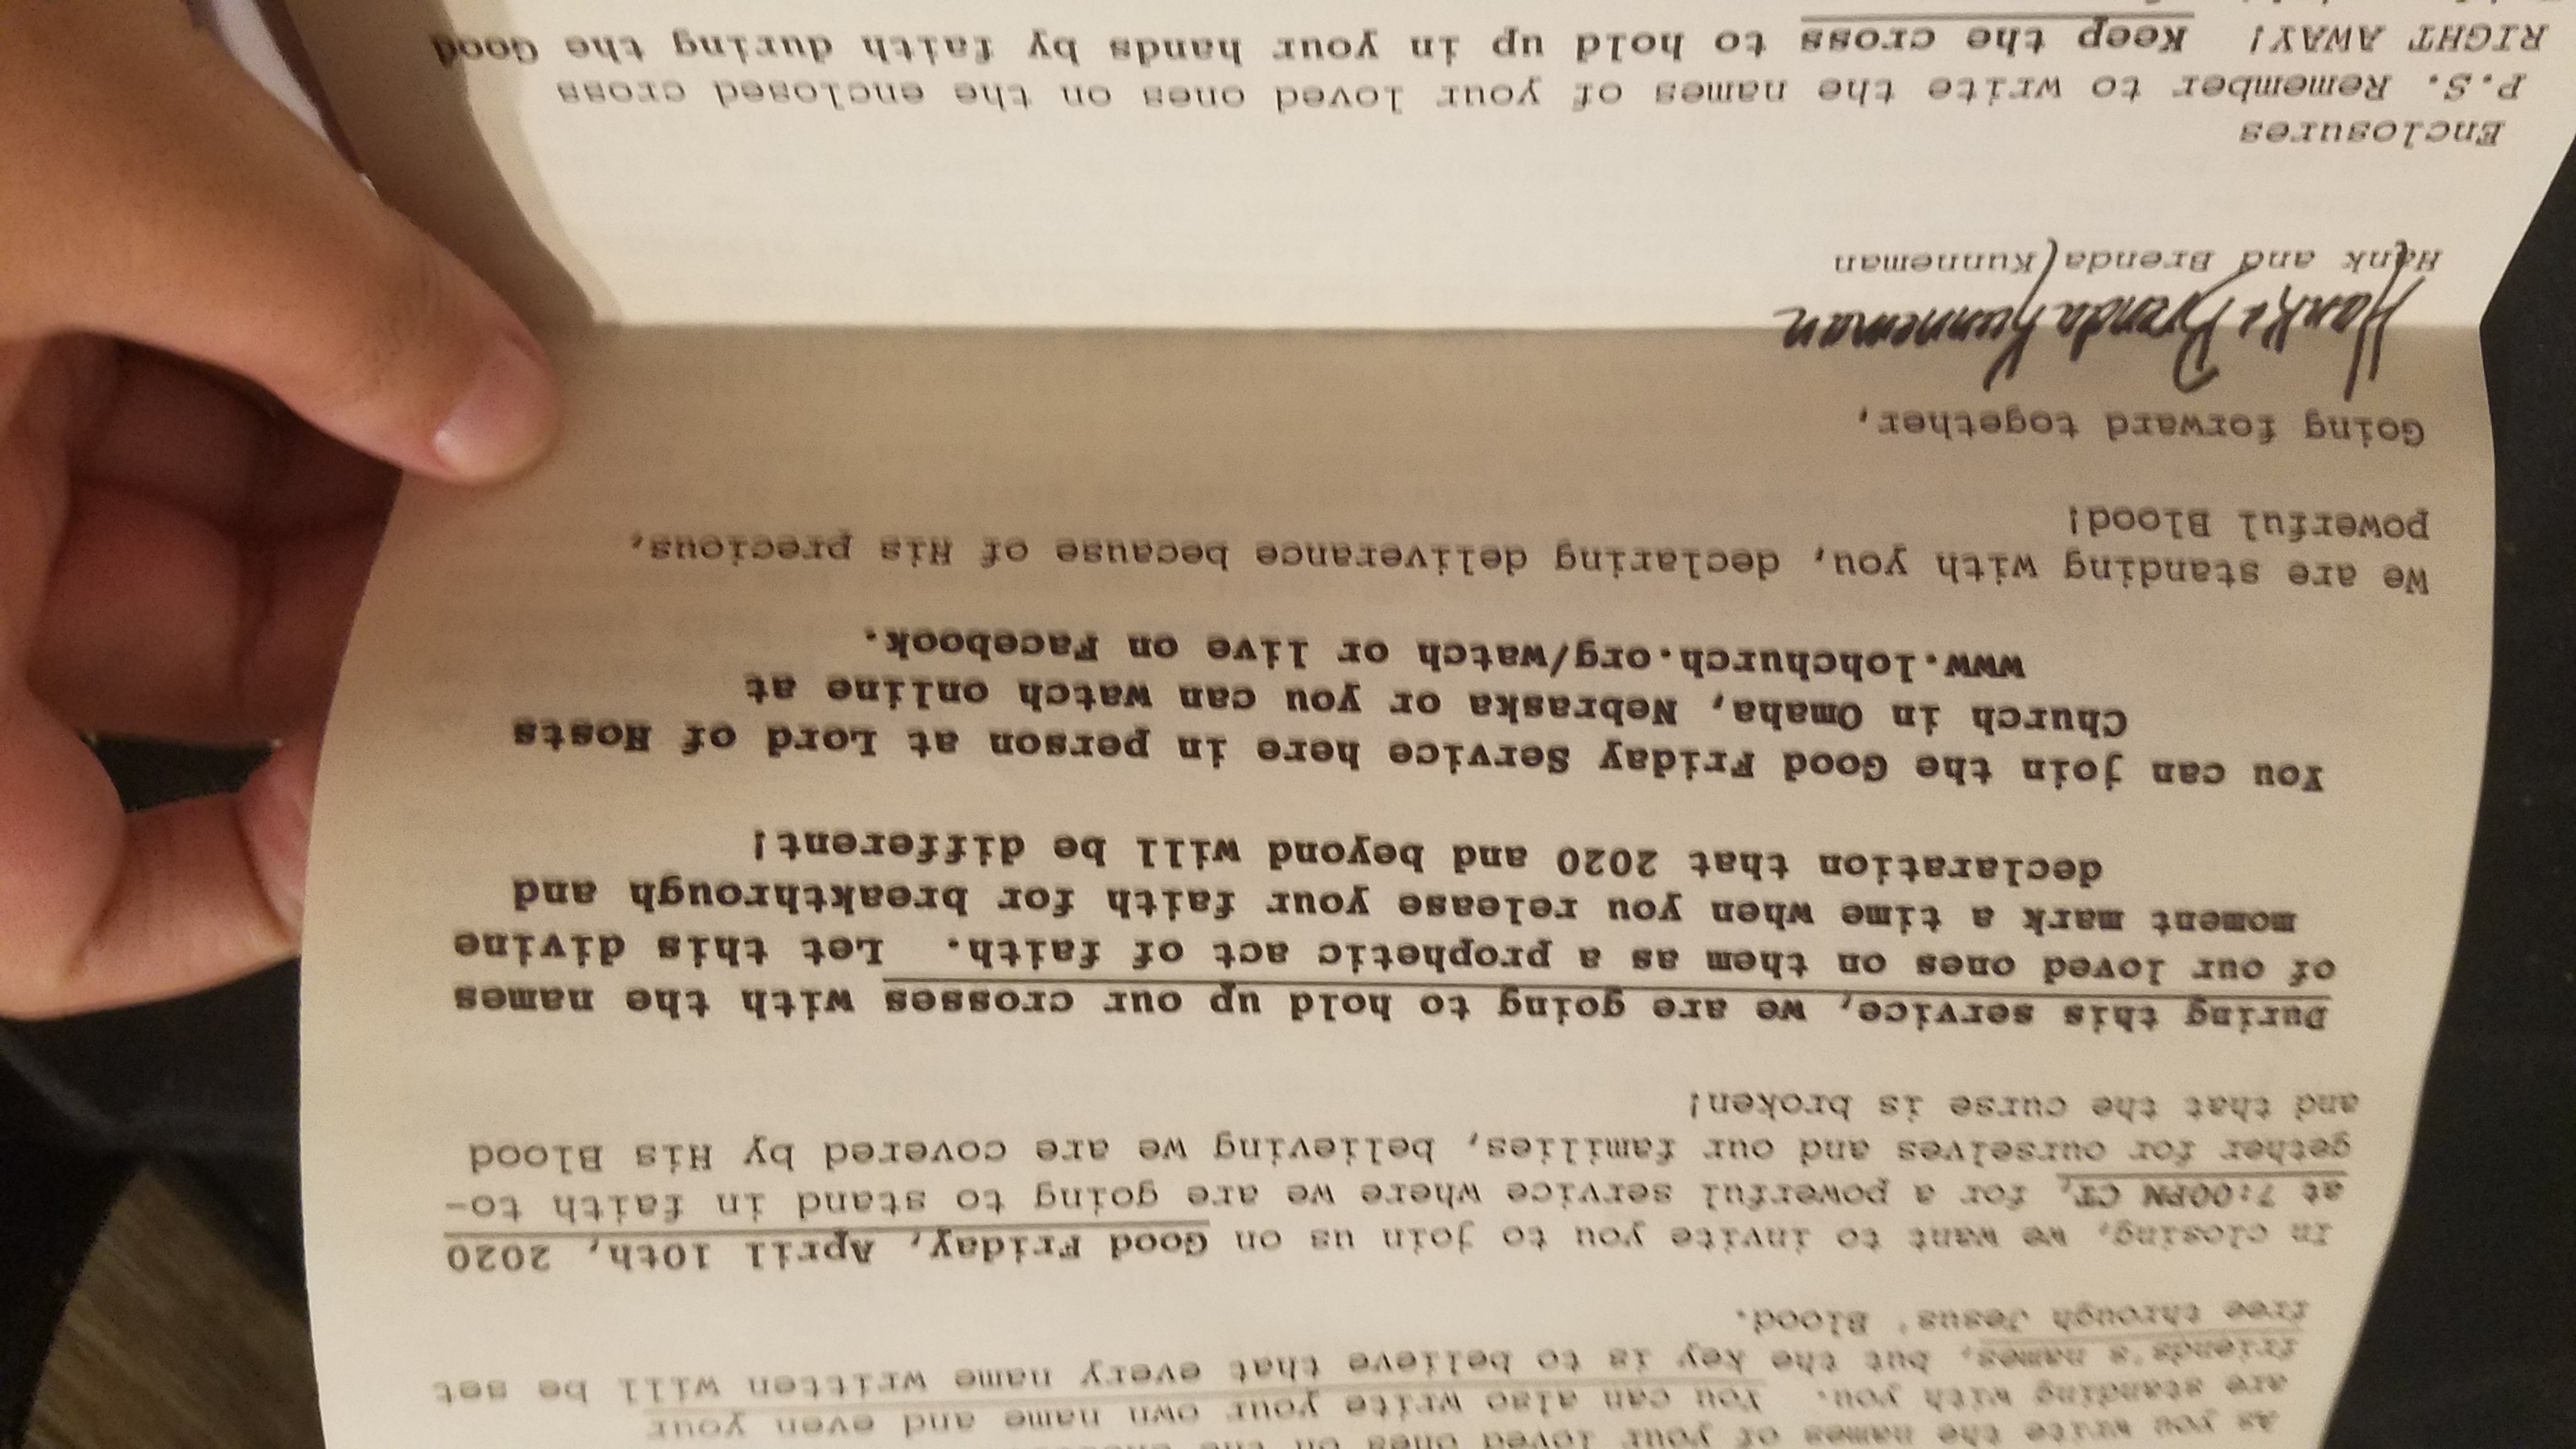 As you write the names of your loved ones on the
are standing with you. You can also write your own name and even your
friends's names, but the key is to believe that every name written will be set
free through Jesus' Blood.
In closing, we want to invite you to join us on Good Friday, April 10th, 2020
at 7:00PM CT, for a powerful service where we are going to stand in faith to-
gether for ourselves and our families, believing we are covered by His Blood
and that the curse is broken!
During this service, we are going to hold up our crosses with the names
of our loved ones on them as a prophetic act of faith. Let this divine
moment mark a time when you release your faith for breakthrough and
declaration that 2020 and beyond will be different!
You can join the Good Friday Service here in person at Lord of Hosts
Church in Omaha, Nebraska or you can watch online at
www.lohchurch.org/watch or live on Facebook.
We are standing with you, declaring deliverance because of His precious,
powerful Blood!
Going forward together,
Hank & Brenda Kunneman
Hank and Brenda Kunneman
Enclosures
P.S. Remember to write the names of your loved ones on the enclosed cross
RIGHT AWAY! Keep the cross to hold up in your hands by faith during the Good